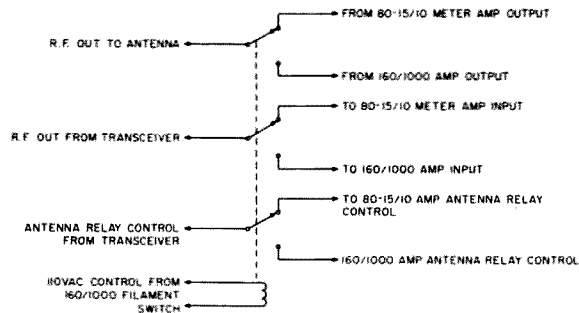 FROM 80-15/10 METER AMP OUTPUT
R.F. OUT TO ANTENNA
FROM 160/1000 AMP OUTPUT
TO 80-15/10 METER AMP INPUT
R.F OUT FROM TRANSCEIVER
TO 160/1000 AMP INPUT
TO 80-15/10 AMP ANTENNA RELAY
CONTROL
ANTENNA RELAY CONTROL
FROM TRANSCEIVER
160/1000 AMP ANTENNA RELAY CONTROL
110VAC CONTROL FROM
160/1000 FILAMENT
SWITCH